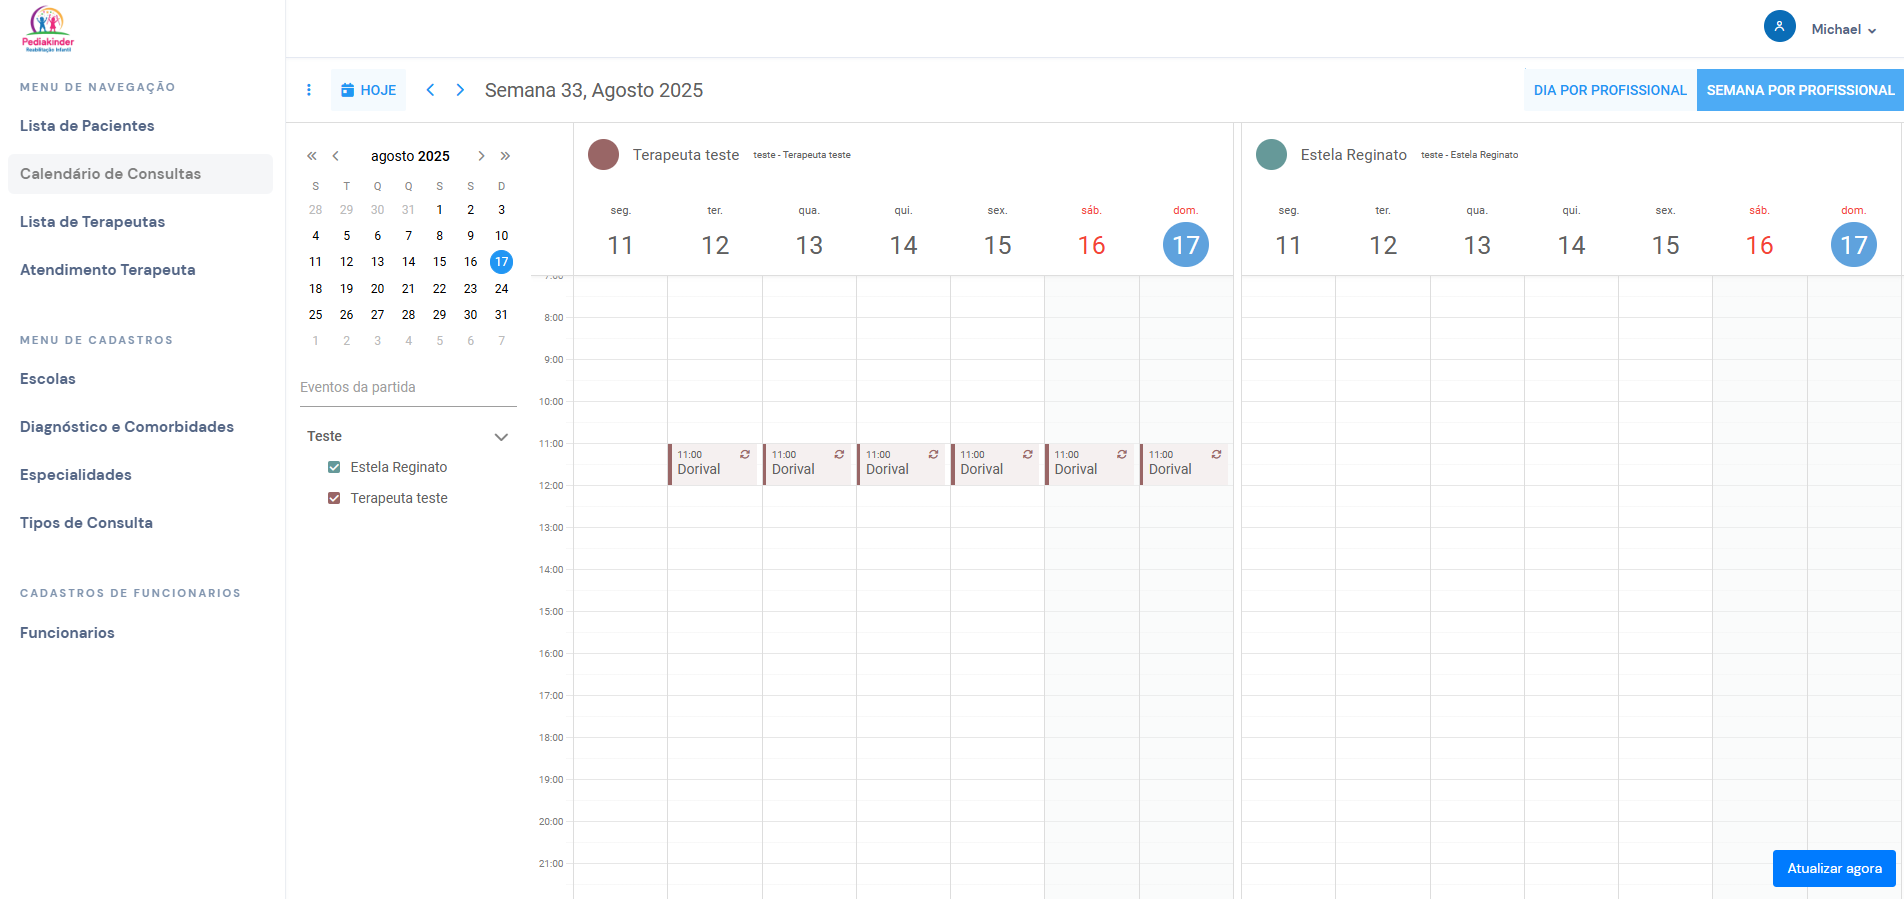 Pediakinder
Reabilitação Infantil
MENU DE NAVEGAÇÃO
Lista de Pacientes
Calendário de Consultas
Lista de Terapeutas
Atendimento Terapeuta
MENU DE CADASTROS
Escolas
Diagnóstico e Comorbidades
Especialidades
Tipos de Consulta
CADASTROS DE FUNCIONARIOS
Funcionarios
Michael
HOJE
Semana 33, Agosto 2025
DIA POR PROFISSIONAL
SEMANA POR PROFISSIONAL
agosto 2025
S T Q Q S S D
28 29 30 31 1 2 3
4 5 6 7 8 9 10
11 12 13 14 15 16 17
18 19 20 21 22 23 24
25 26 27 28 29 30 31
1 2 3 4 5 6 7
Eventos da partida
Teste
Estela Reginato
Terapeuta teste
Terapeuta teste teste - Terapeuta teste
seg. ter. qua. qui. sex. sáb. dom.
11 12 13 14 15 16 17
Estela Reginato teste - Estela Reginato
seg. ter. qua. qui. sex. sáb. dom.
11 12 13 14 15 16 17
7:00
8:00
9:00
10:00
11:00
11:00 11:00 11:00 11:00 11:00 11:00
Dorival Dorival Dorival Dorival Dorival Dorival
12:00
13:00
14:00
15:00
16:00
17:00
18:00
19:00
20:00
21:00
Atualizar agora